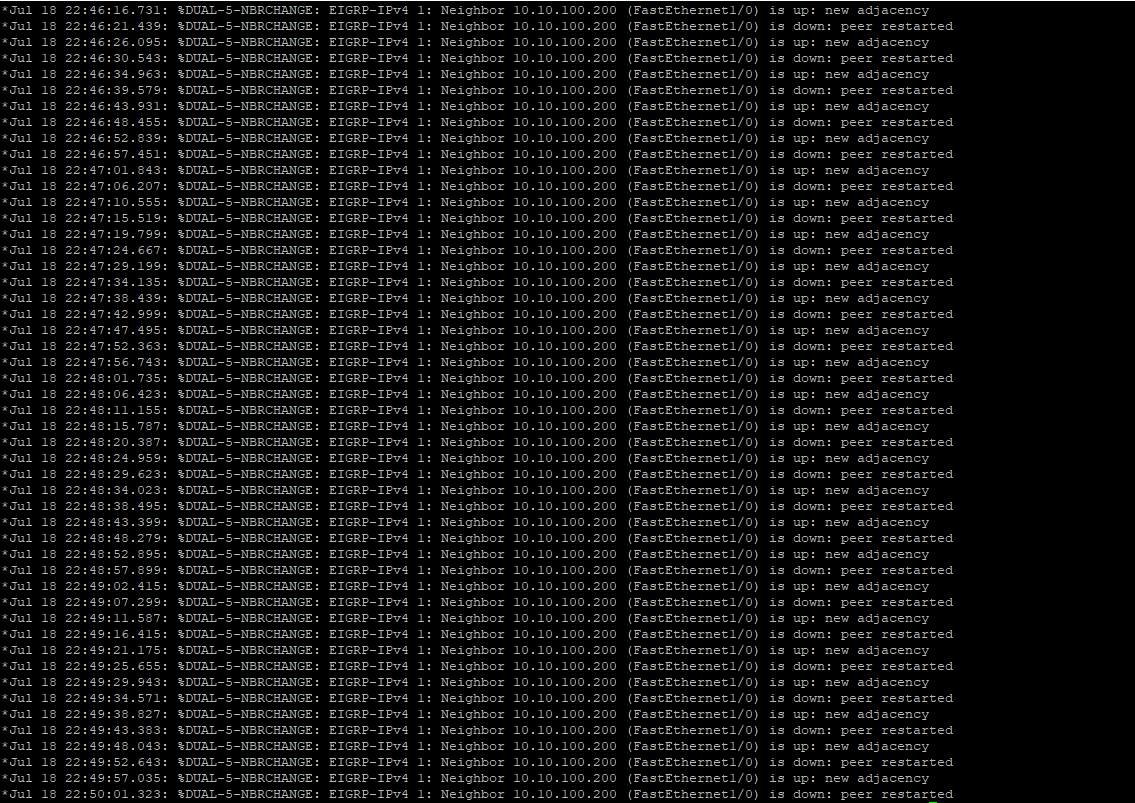 *Jul 18 22:46:16.731: %DUAL-5-NBRCHANGE: EIGRP-IPv4 1: Neighbor 10.10.100.200 (FastEthernet1/0) is up: new adjacency
*Jul 18 22:46:21.439: %DUAL-5-NBRCHANGE: EIGRP-IPv4 1: Neighbor 10.10.100.200 (FastEthernet1/0) is down: peer restarted
*Jul 18 22:46:26.095: %DUAL-5-NBRCHANGE: EIGRP-IPv4 1: Neighbor 10.10.100.200 (FastEthernet1/0) is up: new adjacency
*Jul 18 22:46:30.543: %DUAL-5-NBRCHANGE: EIGRP-IPv4 1: Neighbor 10.10.100.200 (FastEthernet1/0) is down: peer restarted
*Jul 18 22:46:34.963: %DUAL-5-NBRCHANGE: EIGRP-IPv4 1: Neighbor 10.10.100.200 (FastEthernet1/0) is up: new adjacency
*Jul 18 22:46:39.579: %DUAL-5-NBRCHANGE: EIGRP-IPv4 1: Neighbor 10.10.100.200 (FastEthernet1/0) is down: peer restarted
*Jul 18 22:46:43.931: %DUAL-5-NBRCHANGE: EIGRP-IPv4 1: Neighbor 10.10.100.200 (FastEthernet1/0) is up: new adjacency
*Jul 18 22:46:48.455: %DUAL-5-NBRCHANGE: EIGRP-IPv4 1: Neighbor 10.10.100.200 (FastEthernet1/0) is down: peer restarted
*Jul 18 22:46:52.839: %DUAL-5-NBRCHANGE: EIGRP-IPv4 1: Neighbor 10.10.100.200 (FastEthernet1/0) is up: new adjacency
*Jul 18 22:46:57.451: %DUAL-5-NBRCHANGE: EIGRP-IPv4 1: Neighbor 10.10.100.200 (FastEthernet1/0) is down: peer restarted
*Jul 18 22:47:01.843: %DUAL-5-NBRCHANGE: EIGRP-IPv4 1: Neighbor 10.10.100.200 (FastEthernet1/0) is up: new adjacency
*Jul 18 22:47:06.207: %DUAL-5-NBRCHANGE: EIGRP-IPv4 1: Neighbor 10.10.100.200 (FastEthernet1/0) is down: peer restarted
*Jul 18 22:47:10.555: %DUAL-5-NBRCHANGE: EIGRP-IPv4 1: Neighbor 10.10.100.200 (FastEthernet1/0) is up: new adjacency
*Jul 18 22:47:15.519: %DUAL-5-NBRCHANGE: EIGRP-IPv4 1: Neighbor 10.10.100.200 (FastEthernet1/0) is down: peer restarted
*Jul 18 22:47:19.799: %DUAL-5-NBRCHANGE: EIGRP-IPv4 1: Neighbor 10.10.100.200 (FastEthernet1/0) is up: new adjacency
*Jul 18 22:47:24.667: %DUAL-5-NBRCHANGE: EIGRP-IPv4 1: Neighbor 10.10.100.200 (FastEthernet1/0) is down: peer restarted
*Jul 18 22:47:29.199: %DUAL-5-NBRCHANGE: EIGRP-IPv4 1: Neighbor 10.10.100.200 (FastEthernet1/0) is up: new adjacency
*Jul 18 22:47:34.135: %DUAL-5-NBRCHANGE: EIGRP-IPv4 1: Neighbor 10.10.100.200 (FastEthernet1/0) is down: peer restarted
*Jul 18 22:47:38.439: %DUAL-5-NBRCHANGE: EIGRP-IPv4 1: Neighbor 10.10.100.200 (FastEthernet1/0) is up: new adjacency
*Jul 18 22:47:42.999: %DUAL-5-NBRCHANGE: EIGRP-IPv4 1: Neighbor 10.10.100.200 (FastEthernet1/0) is down: peer restarted
*Jul 18 22:47:47.495: %DUAL-5-NBRCHANGE: EIGRP-IPv4 1: Neighbor 10.10.100.200 (FastEthernet1/0) is up: new adjacency
*Jul 18 22:47:52.363: %DUAL-5-NBRCHANGE: EIGRP-IPv4 1: Neighbor 10.10.100.200 (FastEthernet1/0) is down: peer restarted
*Jul 18 22:47:56.743: %DUAL-5-NBRCHANGE: EIGRP-IPv4 1: Neighbor 10.10.100.200 (FastEthernet1/0) is up: new adjacency
*Jul 18 22:48:01.735: %DUAL-5-NBRCHANGE: EIGRP-IPv4 1: Neighbor 10.10.100.200 (FastEthernet1/0) is down: peer restarted
*Jul 18 22:48:06.423: %DUAL-5-NBRCHANGE: EIGRP-IPv4 1: Neighbor 10.10.100.200 (FastEthernet1/0) is up: new adjacency
*Jul 18 22:48:11.155: %DUAL-5-NBRCHANGE: EIGRP-IPv4 1: Neighbor 10.10.100.200 (FastEthernet1/0) is down: peer restarted
*Jul 18 22:48:15.787: %DUAL-5-NBRCHANGE: EIGRP-IPv4 1: Neighbor 10.10.100.200 (FastEthernet1/0) is up: new adjacency
*Jul 18 22:48:20.387: %DUAL-5-NBRCHANGE: EIGRP-IPv4 1: Neighbor 10.10.100.200 (FastEthernet1/0) is down: peer restarted
*Jul 18 22:48:24.959: %DUAL-5-NBRCHANGE: EIGRP-IPv4 1: Neighbor 10.10.100.200 (FastEthernet1/0) is up: new adjacency
*Jul 18 22:48:29.623: %DUAL-5-NBRCHANGE: EIGRP-IPv4 1: Neighbor 10.10.100.200 (FastEthernet1/0) is down: peer restarted
*Jul 18 22:48:34.023: %DUAL-5-NBRCHANGE: EIGRP-IPv4 1: Neighbor 10.10.100.200 (FastEthernet1/0) is up: new adjacency
*Jul 18 22:48:38.495: %DUAL-5-NBRCHANGE: EIGRP-IPv4 1: Neighbor 10.10.100.200 (FastEthernet1/0) is down: peer restarted
*Jul 18 22:48:43.399: %DUAL-5-NBRCHANGE: EIGRP-IPv4 1: Neighbor 10.10.100.200 (FastEthernet1/0) is up: new adjacency
*Jul 18 22:48:48.279: %DUAL-5-NBRCHANGE: EIGRP-IPv4 1: Neighbor 10.10.100.200 (FastEthernet1/0) is down: peer restarted
*Jul 18 22:48:52.895: %DUAL-5-NBRCHANGE: EIGRP-IPv4 1: Neighbor 10.10.100.200 (FastEthernet1/0) is up: new adjacency
*Jul 18 22:48:57.899: %DUAL-5-NBRCHANGE: EIGRP-IPv4 1: Neighbor 10.10.100.200 (FastEthernet1/0) is down: peer restarted
*Jul 18 22:49:02.415: %DUAL-5-NBRCHANGE: EIGRP-IPv4 1: Neighbor 10.10.100.200 (FastEthernet1/0) is up: new adjacency
*Jul 18 22:49:07.299: %DUAL-5-NBRCHANGE: EIGRP-IPv4 1: Neighbor 10.10.100.200 (FastEthernet1/0) is down: peer restarted
*Jul 18 22:49:11.587: %DUAL-5-NBRCHANGE: EIGRP-IPv4 1: Neighbor 10.10.100.200 (FastEthernet1/0) is up: new adjacency
*Jul 18 22:49:16.415: %DUAL-5-NBRCHANGE: EIGRP-IPv4 1: Neighbor 10.10.100.200 (FastEthernet1/0) is down: peer restarted
*Jul 18 22:49:21.175: %DUAL-5-NBRCHANGE: EIGRP-IPv4 1: Neighbor 10.10.100.200 (FastEthernet1/0) is up: new adjacency
*Jul 18 22:49:25.655: %DUAL-5-NBRCHANGE: EIGRP-IPv4 1: Neighbor 10.10.100.200 (FastEthernet1/0) is down: peer restarted
*Jul 18 22:49:29.943: %DUAL-5-NBRCHANGE: EIGRP-IPv4 1: Neighbor 10.10.100.200 (FastEthernet1/0) is up: new adjacency
*Jul 18 22:49:34.571: %DUAL-5-NBRCHANGE: EIGRP-IPv4 1: Neighbor 10.10.100.200 (FastEthernet1/0) is down: peer restarted
*Jul 18 22:49:38.827: %DUAL-5-NBRCHANGE: EIGRP-IPv4 1: Neighbor 10.10.100.200 (FastEthernet1/0) is up: new adjacency
*Jul 18 22:49:43.383: %DUAL-5-NBRCHANGE: EIGRP-IPv4 1: Neighbor 10.10.100.200 (FastEthernet1/0) is down: peer restarted
*Jul 18 22:49:48.043: %DUAL-5-NBRCHANGE: EIGRP-IPv4 1: Neighbor 10.10.100.200 (FastEthernet1/0) is up: new adjacency
*Jul 18 22:49:52.643: %DUAL-5-NBRCHANGE: EIGRP-IPv4 1: Neighbor 10.10.100.200 (FastEthernet1/0) is down: peer restarted
*Jul 18 22:49:57.035: %DUAL-5-NBRCHANGE: EIGRP-IPv4 1: Neighbor 10.10.100.200 (FastEthernet1/0) is up: new adjacency
*Jul 18 22:50:01.323: %DUAL-5-NBRCHANGE: EIGRP-IPv4 1: Neighbor 10.10.100.200 (FastEthernet1/0) is down: peer restarted